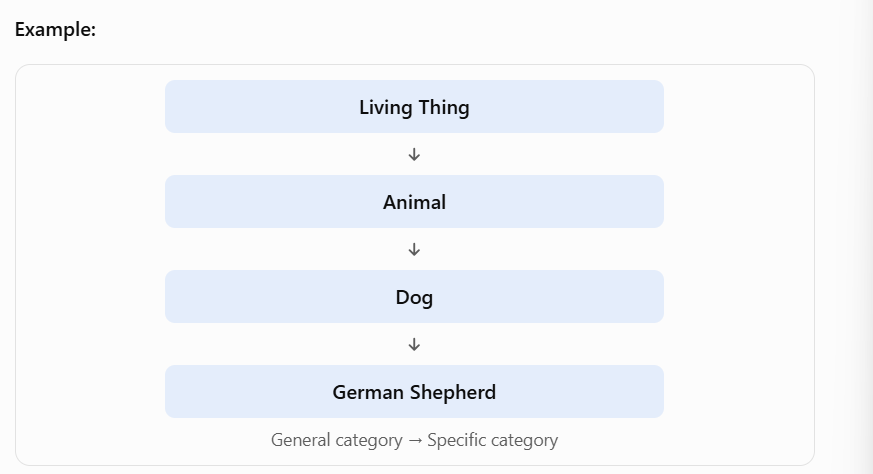 Example:
Living Thing
↓
Animal
↓
Dog
↓
German Shepherd
General category → Specific category